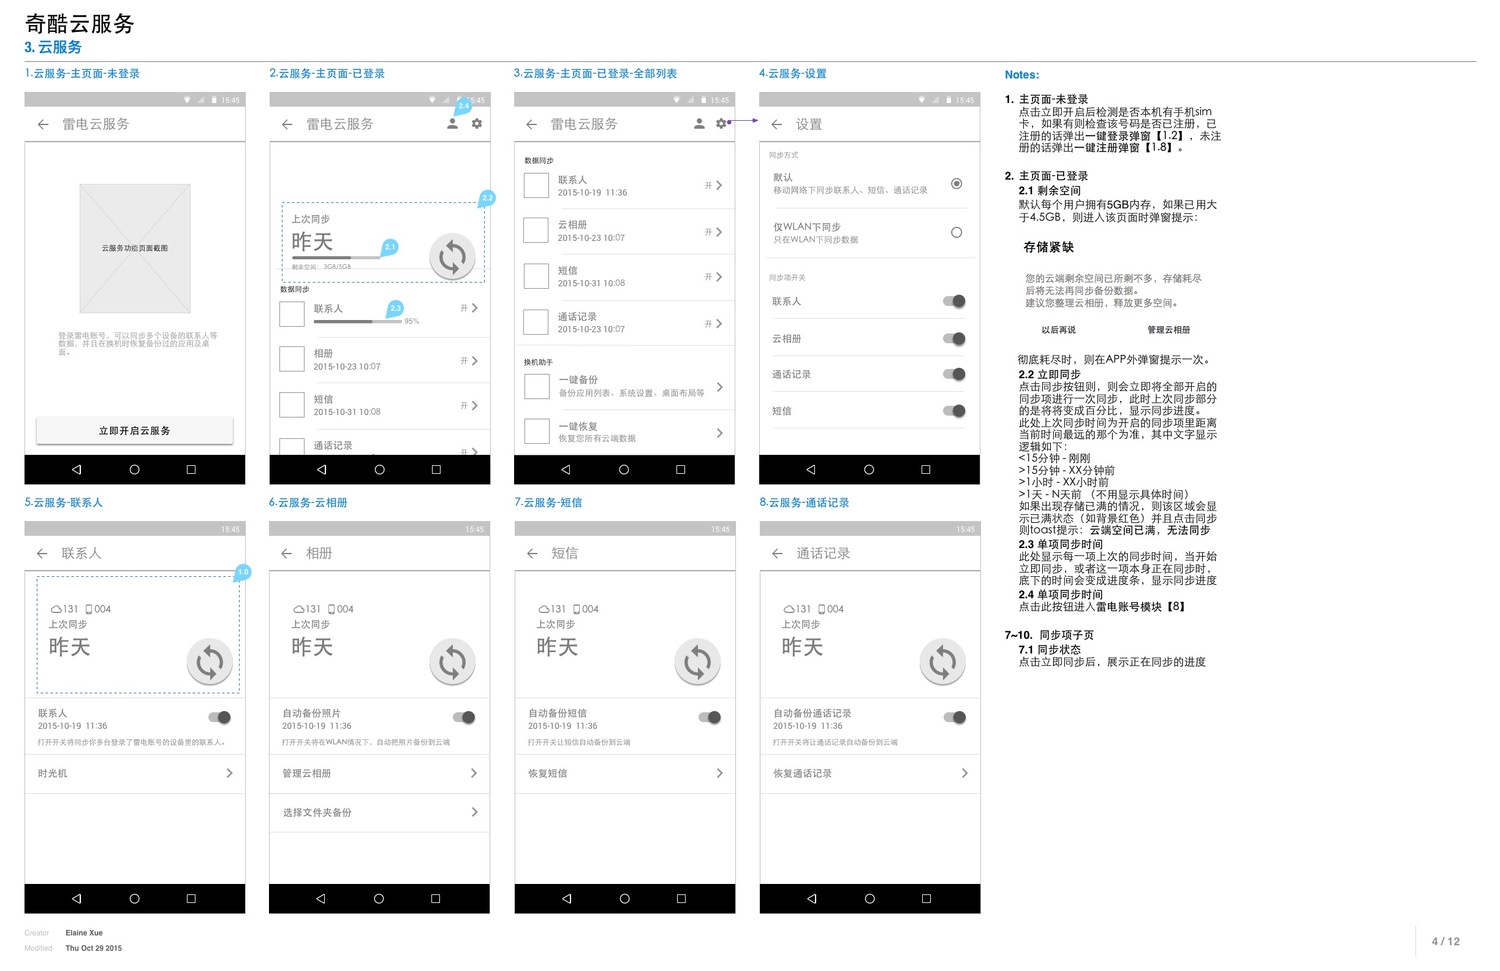 奇酷云服务
3. 云服务
1.云服务-主页面-未登录
15:45
雷电云服务
云服务功能页面截图
登录雷电账号，可以同步多个设备的联系人等
数据，并且在换机时恢复备份过的应用及桌
面。
立即开启云服务
2.云服务-主页面-已登录
15:45
2.4
雷电云服务
2.2
上次同步
昨天
2.1
剩余空间： 3GB/5GB
数据同步
联系人
2.3
95%
开
相册
2015-10-23 10:07
开
短信
2015-10-31 10:08
开
通话记录
开
3.云服务-主页面-已登录-全部列表
15:45
雷电云服务
数据同步
联系人
2015-10-19 11:36
开
云相册
2015-10-23 10:07
开
短信
2015-10-31 10:08
开
通话记录
2015-10-23 10:07
开
换机助手
一键备份
备份应用列表、系统设置、桌面布局等
一键恢复
恢复您所有云端数据
4.云服务-设置
15:45
设置
同步方式
默认
移动网络下同步联系人、短信、通话记录
仅WLAN下同步
只在WLAN下同步数据
同步项开关
联系人
云相册
通话记录
短信
5.云服务-联系人
15:45
联系人
1.0
131 004
上次同步
昨天
联系人
2015-10-19 11:36
打开开关将同步你多台登录了雷电账号的设备里的联系人。
时光机
6.云服务-云相册
15:45
相册
131 004
上次同步
昨天
自动备份照片
2015-10-19 11:36
打开开关将在WLAN情况下，自动把照片备份到云端
管理云相册
选择文件夹备份
7.云服务-短信
15:45
短信
131 004
上次同步
昨天
自动备份短信
2015-10-19 11:36
打开开关让短信自动备份到云端
恢复短信
8.云服务-通话记录
15:45
通话记录
131 004
上次同步
昨天
自动备份通话记录
2015-10-19 11:36
打开开关将让通话记录自动备份到云端
恢复通话记录
Notes:
1. 主页面-未登录
点击立即开启后检测是否本机有手机sim
卡，如果有则检查该号码是否已注册，已
注册的话弹出一键登录弹窗【1.2】，未注
册的话弹出一键注册弹窗【1.8】。
2. 主页面-已登录
2.1 剩余空间
默认每个用户拥有5GB内存，如果已用大
于4.5GB，则进入该页面时弹窗提示：
存储紧缺
您的云端剩余空间已所剩不多，存储耗尽
后将无法再同步备份数据。
建议您整理云相册，释放更多空间。
以后再说 管理云相册
彻底耗尽时，则在APP外弹窗提示一次。
2.2 立即同步
点击同步按钮则，则会立即将全部开启的
同步项进行一次同步，此时上次同步部分
的是将将变成百分比，显示同步进度。
此处上次同步时间为开启的同步项里距离
当前时间最远的那个为准，其中文字显示
逻辑如下：
<15分钟 - 刚刚
>15分钟 - XX分钟前
>1小时 - XX小时前
>1天 - N天前 （不用显示具体时间）
如果出现存储已满的情况，则该区域会显
示已满状态（如背景红色）并且点击同步
则toast提示：云端空间已满，无法同步
2.3 单项同步时间
此处显示每一项上次的同步时间，当开始
立即同步，或者这一项本身正在同步时，
底下的时间会变成进度条，显示同步进度
2.4 单项同步时间
点击此按钮进入雷电账号模块【8】
7~10. 同步项子页
7.1 同步状态
点击立即同步后，展示正在同步的进度
Creator Elaine Xue
Modified Thu Oct 29 2015
4 / 12